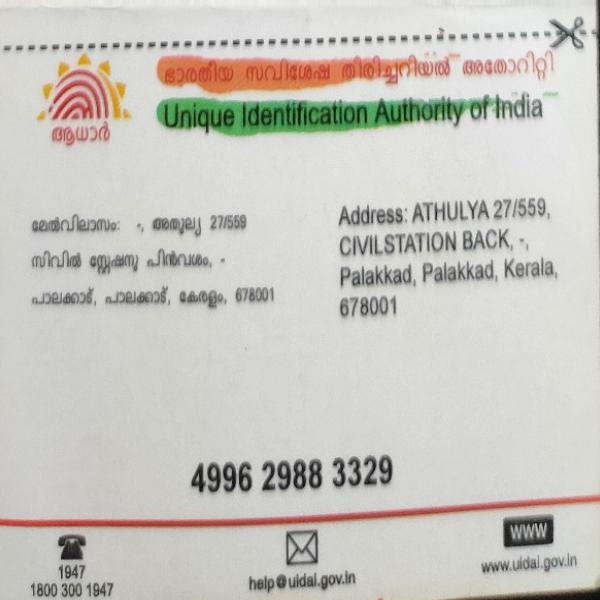 ഭാരതീയ സവിശേഷ തിരിച്ചറിയൽ അതോറിറ്റി
Unique Identification Authority of India
ആധാർ
മേൽവിലാസം: -, അതുല്യ 27/559
സിവിൽ സ്റ്റേഷനു പിൻവശം, -
പാലക്കാട്, പാലക്കാട്, കേരളം, 678001
Address: ATHULYA 27/559,
CIVILSTATION BACK, -,
Palakkad, Palakkad, Kerala,
678001
4996 2988 3329
1947
1800 300 1947
help@uidai.gov.in
WWW
www.uidai.gov.in